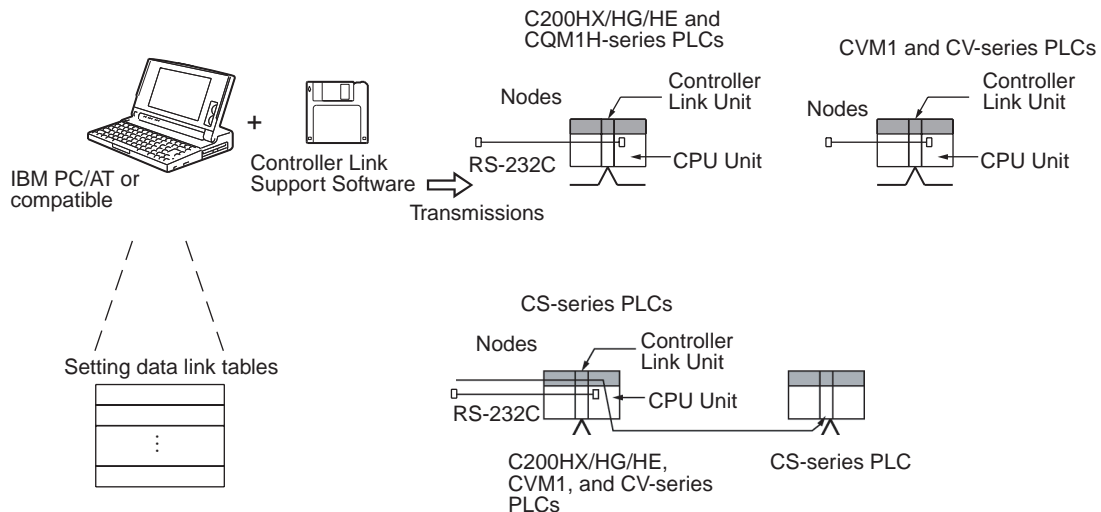 C200HX/HG/HE and
CQM1H-series PLCs
CVM1 and CV-series PLCs
Nodes
Controller
Link Unit
Nodes
Controller
Link Unit
+
RS-232C
CPU Unit
CPU Unit
IBM PC/AT or
compatible
Controller Link
Support Software
Transmissions
CS-series PLCs
Nodes
Controller
Link Unit
Setting data link tables
RS-232C
CPU Unit
C200HX/HG/HE,
CVM1, and CV-series
PLCs
CS-series PLC